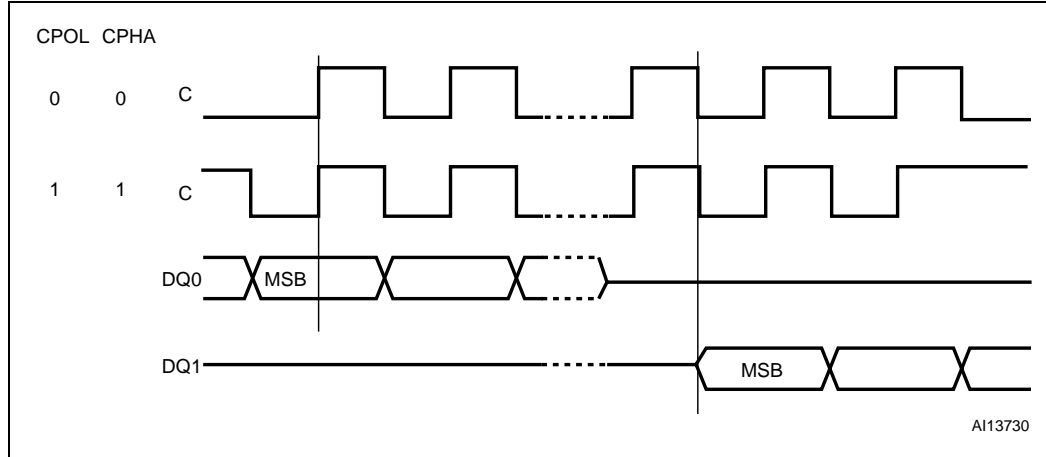 CPOL CPHA
0 0 C
1 1 C
DQ0 MSB
DQ1 MSB
AI13730